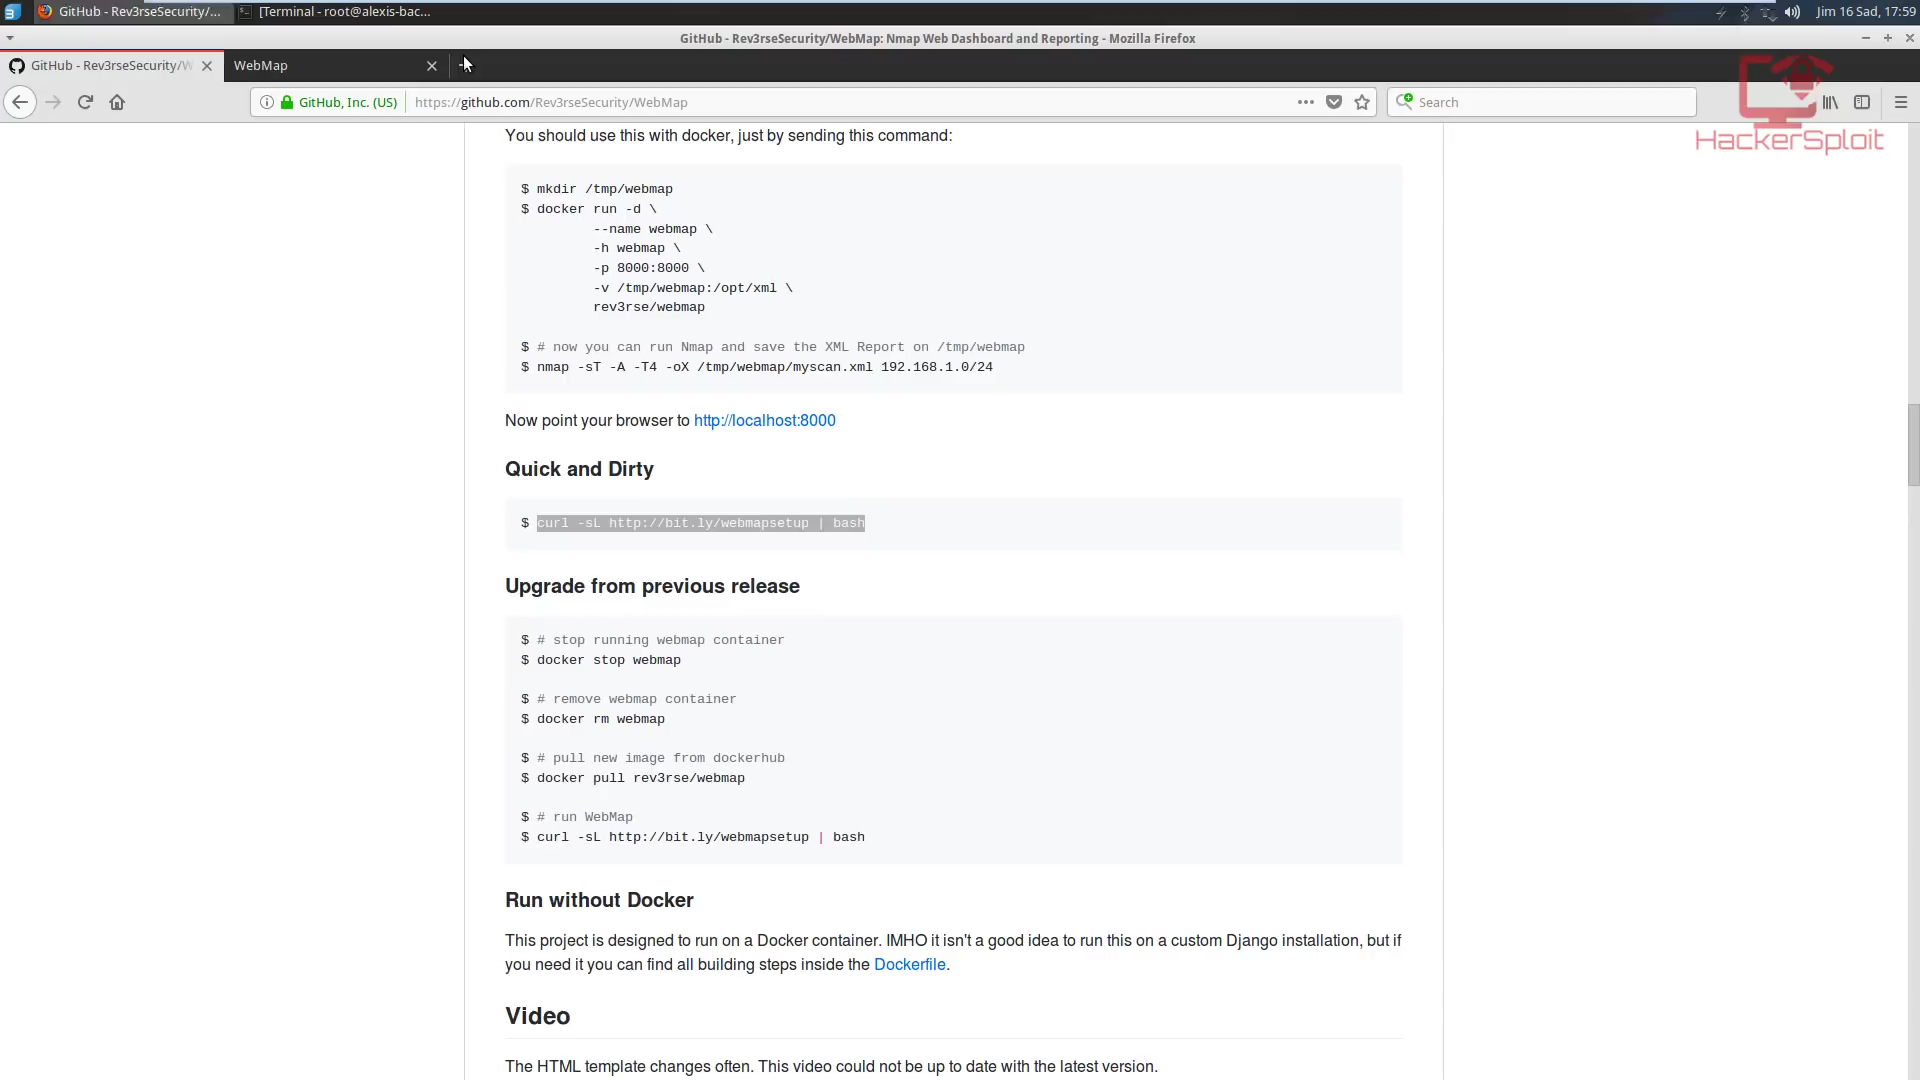 GitHub - Rev3rseSecurity/...
[Terminal - root@alexis-bac...
Jim 16 Sad, 17:59
GitHub - Rev3rseSecurity/WebMap: Nmap Web Dashboard and Reporting - Mozilla Firefox
GitHub - Rev3rseSecurity/W
WebMap
GitHub, Inc. (US)
https://github.com/Rev3rseSecurity/WebMap
Search
HackerSploit
You should use this with docker, just by sending this command:
$ mkdir /tmp/webmap
$ docker run -d \
--name webmap \
-h webmap \
-p 8000:8000 \
-v /tmp/webmap:/opt/xml \
rev3rse/webmap
$ # now you can run Nmap and save the XML Report on /tmp/webmap
$ nmap -sT -A -T4 -oX /tmp/webmap/myscan.xml 192.168.1.0/24
Now point your browser to http://localhost:8000
Quick and Dirty
$ curl -sL http://bit.ly/webmapsetup | bash
Upgrade from previous release
$ # stop running webmap container
$ docker stop webmap
$ # remove webmap container
$ docker rm webmap
$ # pull new image from dockerhub
$ docker pull rev3rse/webmap
$ # run WebMap
$ curl -sL http://bit.ly/webmapsetup | bash
Run without Docker
This project is designed to run on a Docker container. IMHO it isn't a good idea to run this on a custom Django installation, but if
you need it you can find all building steps inside the Dockerfile.
Video
The HTML template changes often. This video could not be up to date with the latest version.